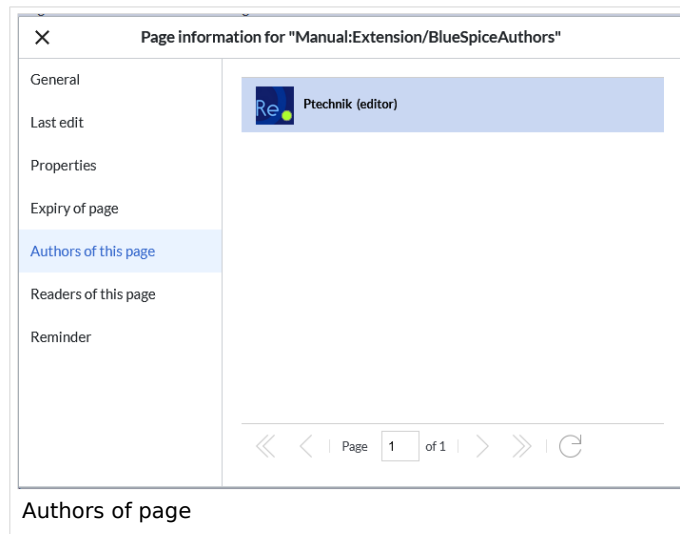 Page information for "Manual:Extension/BlueSpiceAuthors"
General
Last edit
Properties
Expiry of page
Authors of this page
Readers of this page
Reminder
Re
Ptechnik (editor)
Page 1 of 1
Authors of page